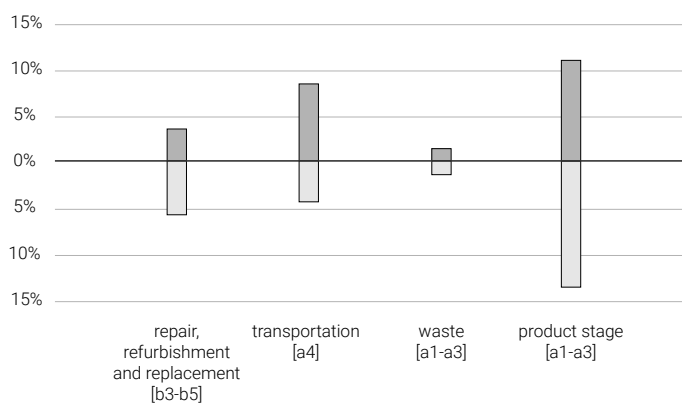 15%
10%
5%
0%
5%
10%
15%
repair,
refurbishment
and replacement
[b3-b5]
transportation
[a4]
waste
[a1-a3]
product stage
[a1-a3]